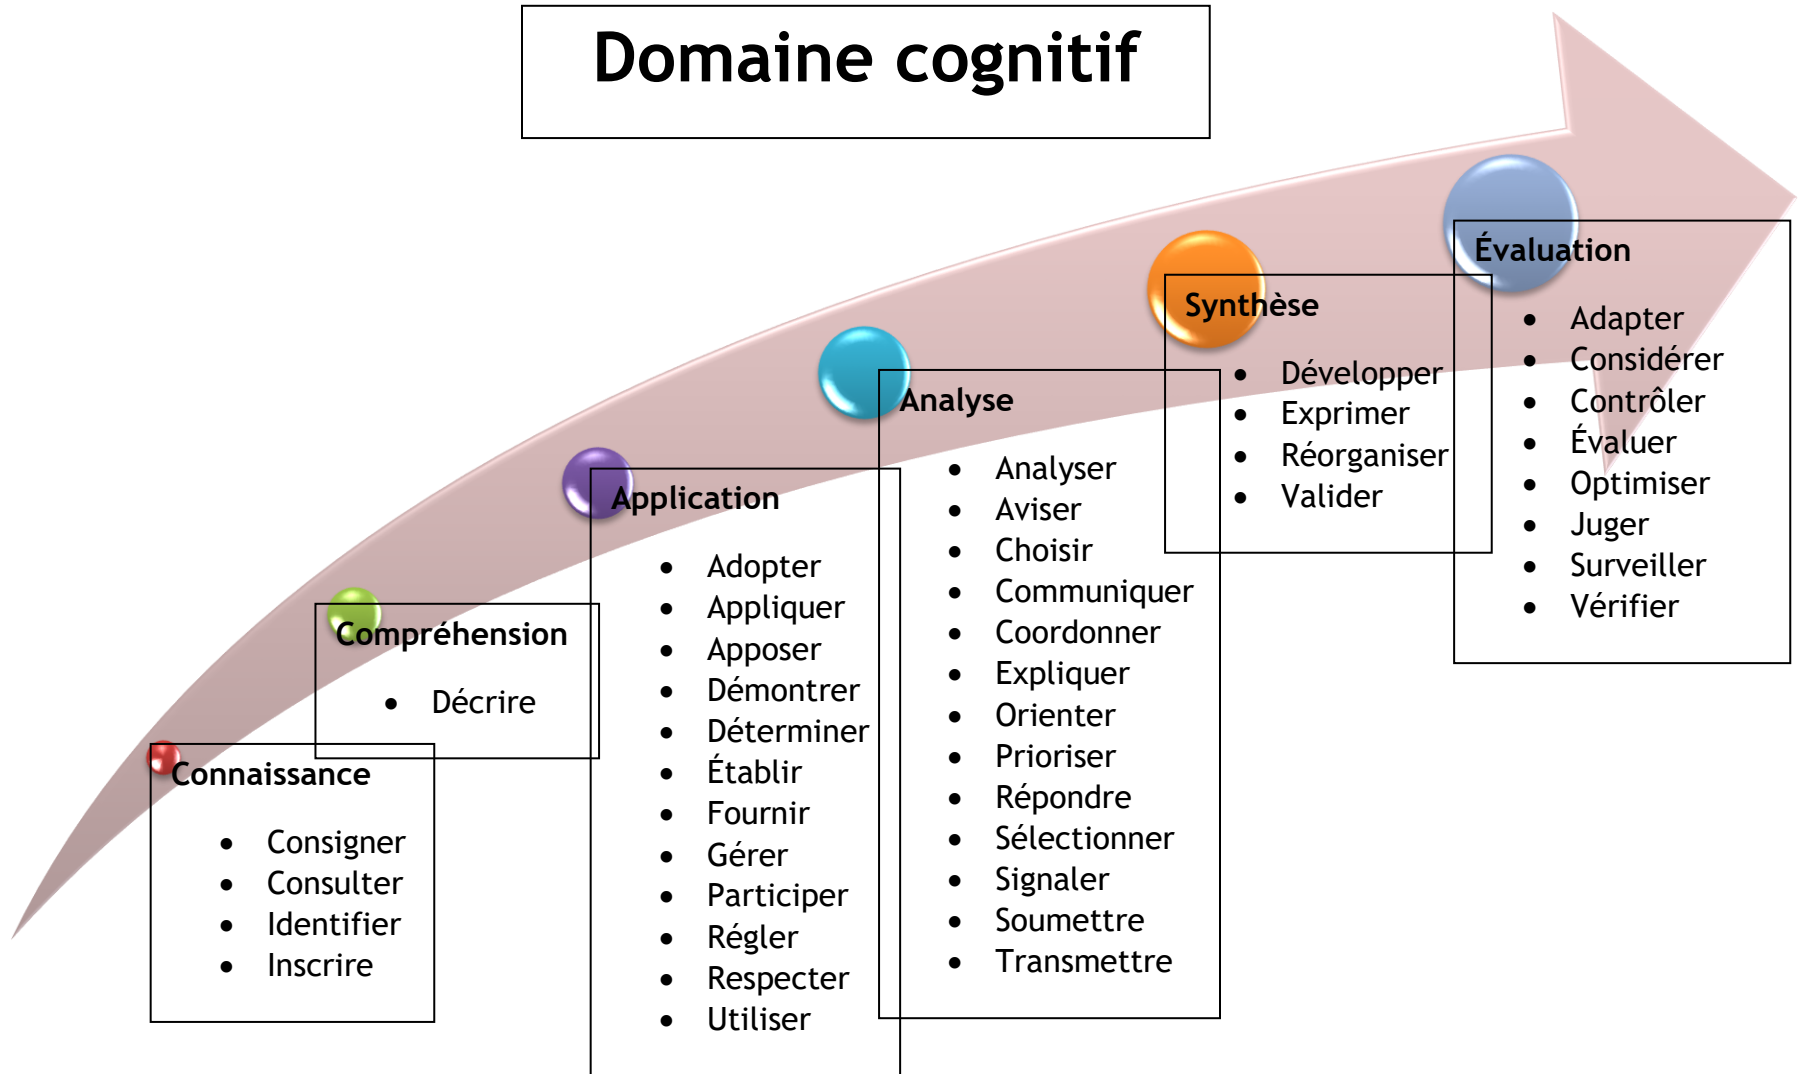 Domaine cognitif
Connaissance
Consigner
Consulter
Identifier
Inscrire
Compréhension
Décrire
Application
Adopter
Appliquer
Apposer
Démontrer
Déterminer
Établir
Fournir
Gérer
Participer
Régler
Respecter
Utiliser
Analyse
Analyser
Aviser
Choisir
Communiquer
Coordonner
Expliquer
Orienter
Prioriser
Répondre
Sélectionner
Signaler
Soumettre
Transmettre
Synthèse
Développer
Exprimer
Réorganiser
Valider
Évaluation
Adapter
Considérer
Contrôler
Évaluer
Optimiser
Juger
Surveiller
Vérifier